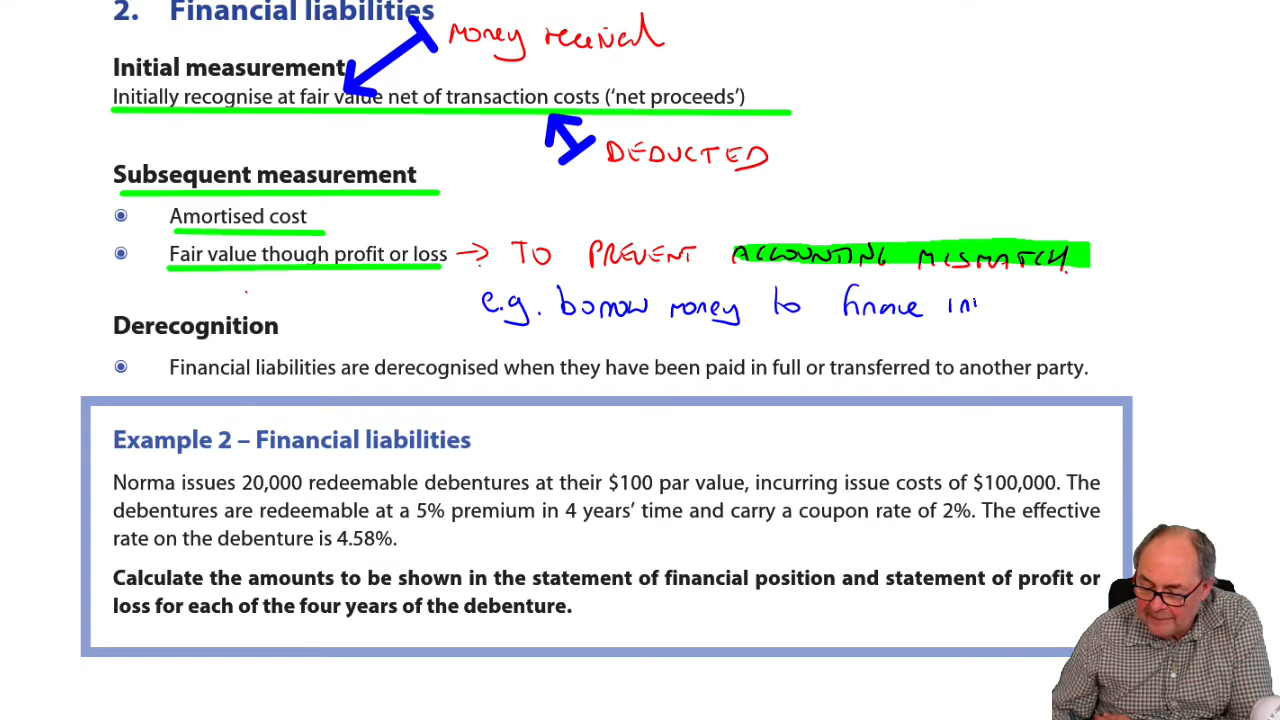 2. Financial liabilities
Money received
Initial measurement
Initially recognise at fair value net of transaction costs (‘net proceeds’)
DEDUCTED
Subsequent measurement
Amortised cost
Fair value though profit or loss → TO PREVENT ACCOUNTING MISMATCH.
e.g. borrow money to finance
Derecognition
Financial liabilities are derecognised when they have been paid in full or transferred to another party.
Example 2 – Financial liabilities
Norma issues 20,000 redeemable debentures at their $100 par value, incurring issue costs of $100,000. The
debentures are redeemable at a 5% premium in 4 years’ time and carry a coupon rate of 2%. The effective
rate on the debenture is 4.58%.
Calculate the amounts to be shown in the statement of financial position and statement of profit or
loss for each of the four years of the debenture.